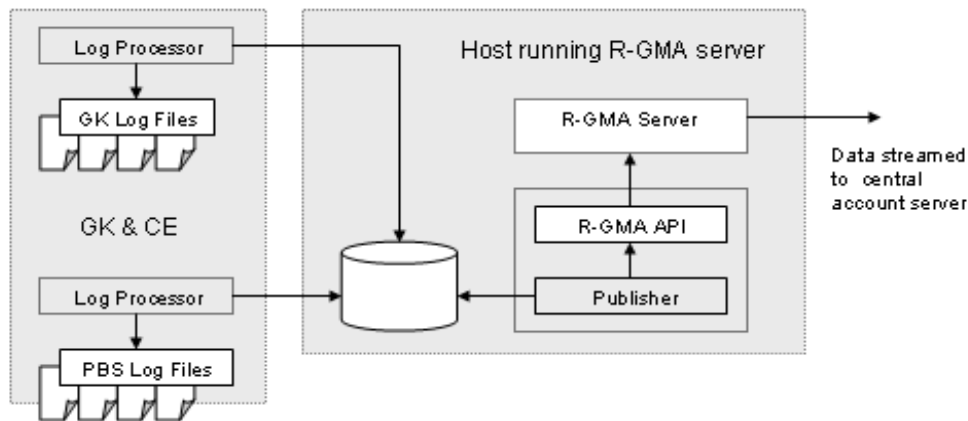 Log Processor
GK Log Files
GK & CE
Log Processor
PBS Log Files
Host running R-GMA server
R-GMA Server
R-GMA API
Publisher
Data streamed
to central
account server